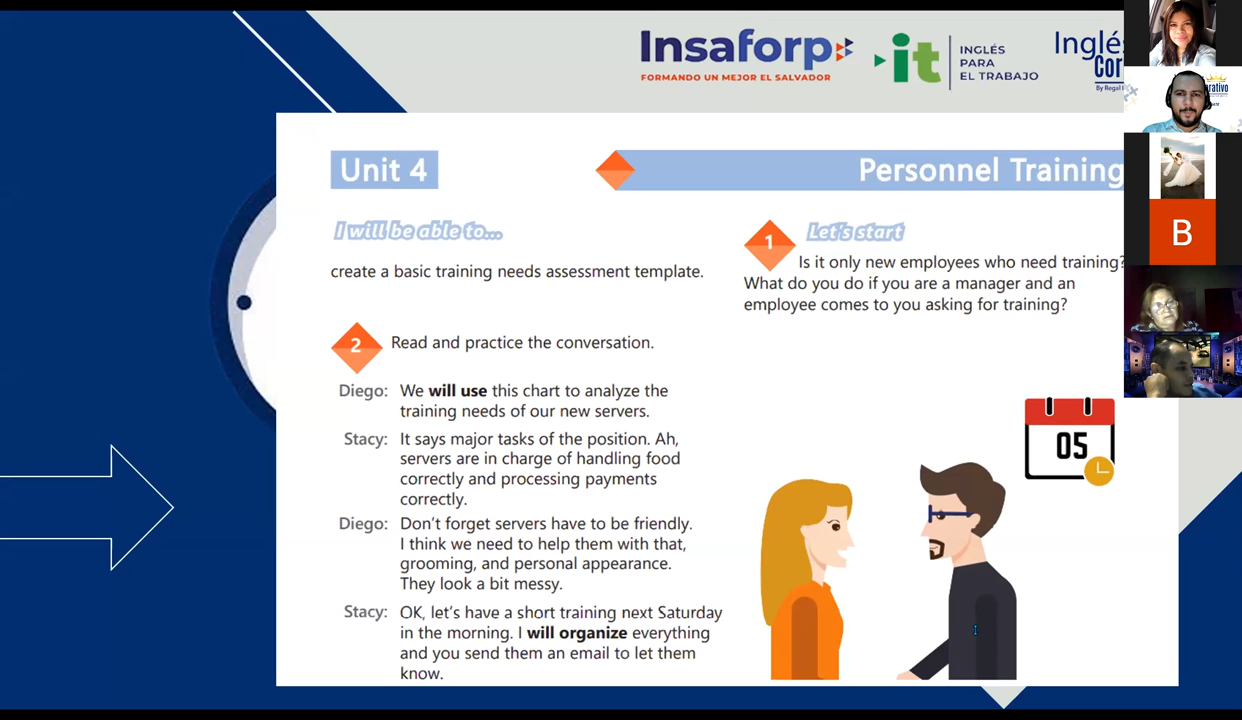 Insaforp
FORMANDO UN MEJOR EL SALVADOR
it
INGLÉS
PARA
EL TRABAJO
Inglés
Cor
By Regal
B
Unit 4
Personnel Training
I will be able to...
create a basic training needs assessment template.
1
Let's start
Is it only new employees who need training?
What do you do if you are a manager and an
employee comes to you asking for training?
2
Read and practice the conversation.
Diego: We will use this chart to analyze the
training needs of our new servers.
Stacy: It says major tasks of the position. Ah,
servers are in charge of handling food
correctly and processing payments
correctly.
Diego: Don't forget servers have to be friendly.
I think we need to help them with that,
grooming, and personal appearance.
They look a bit messy.
Stacy: OK, let's have a short training next Saturday
in the morning. I will organize everything
and you send them an email to let them
know.
05